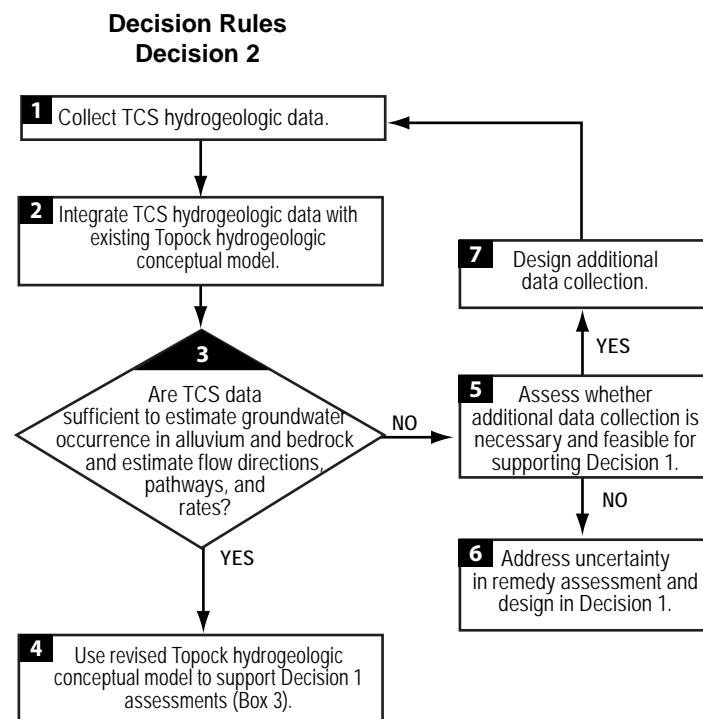 Decision Rules
Decision 2
1
Collect TCS hydrogeologic data.
2
Integrate TCS hydrogeologic data with
existing Topock hydrogeologic
conceptual model.
3
Are TCS data
sufficient to estimate groundwater
occurrence in alluvium and bedrock
and estimate flow directions,
pathways, and
rates?
NO
YES
4
Use revised Topock hydrogeologic
conceptual model to support Decision 1
assessments (Box 3).
5
Assess whether
additional data collection is
necessary and feasible for
supporting Decision 1.
YES
NO
7
Design additional
data collection.
6
Address uncertainty
in remedy assessment and
design in Decision 1.